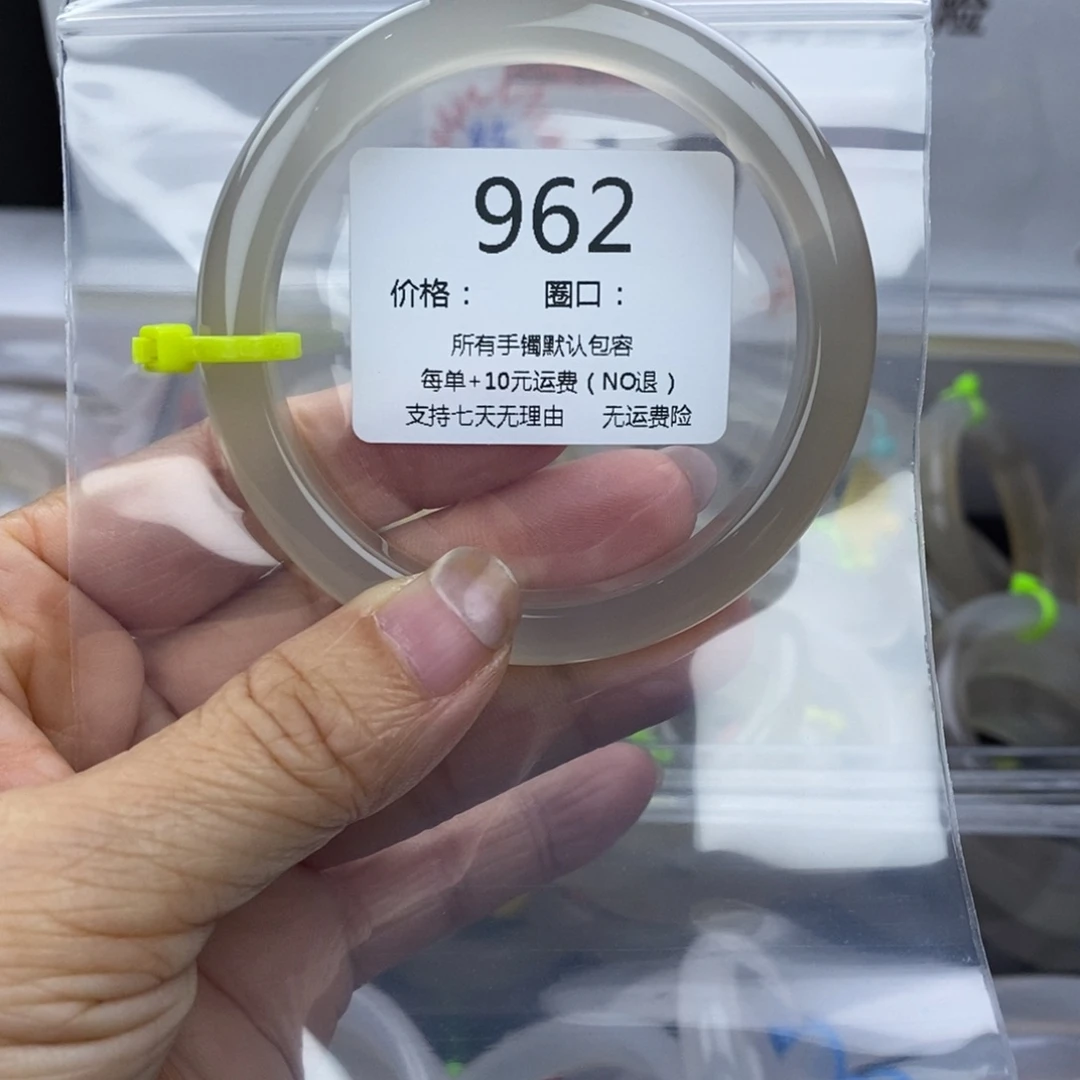 险
962
价格： 圈口：
所有手镯默认包容
每单+10元运费（NO退）
支持七天无理由 无运费险